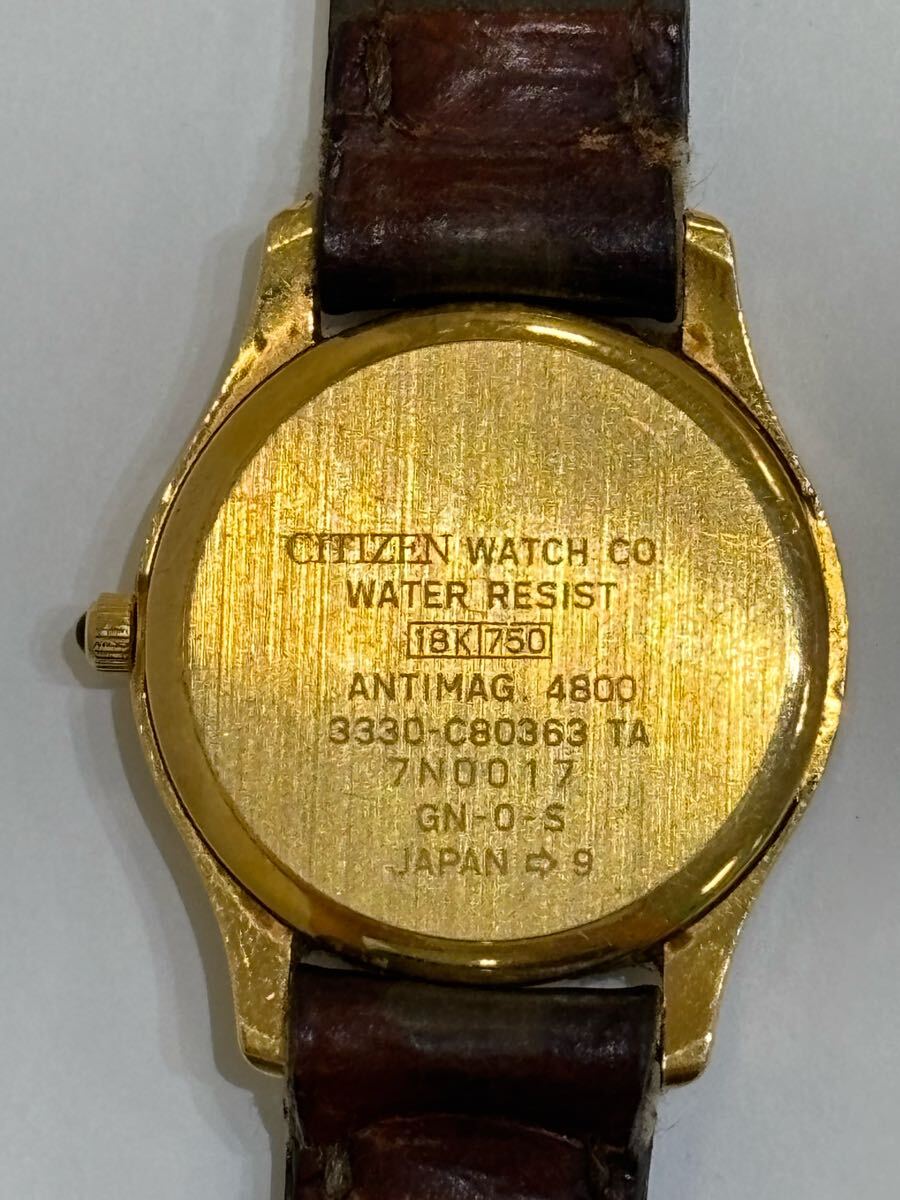 CITIZEN WATCH CO.
WATER RESIST
18K 750
ANTIMAG. 4800
3330-C80363 TA
7N0017
GN-0-S
JAPAN ➩ 9